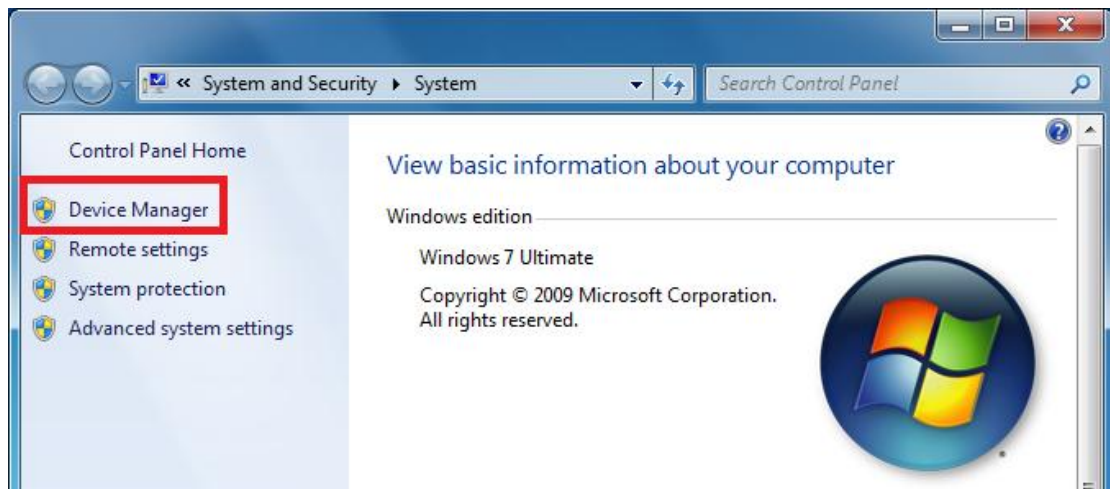 « System and Security ▸ System
Search Control Panel
Control Panel Home
Device Manager
Remote settings
System protection
Advanced system settings
View basic information about your computer
Windows edition
Windows 7 Ultimate
Copyright © 2009 Microsoft Corporation.
All rights reserved.